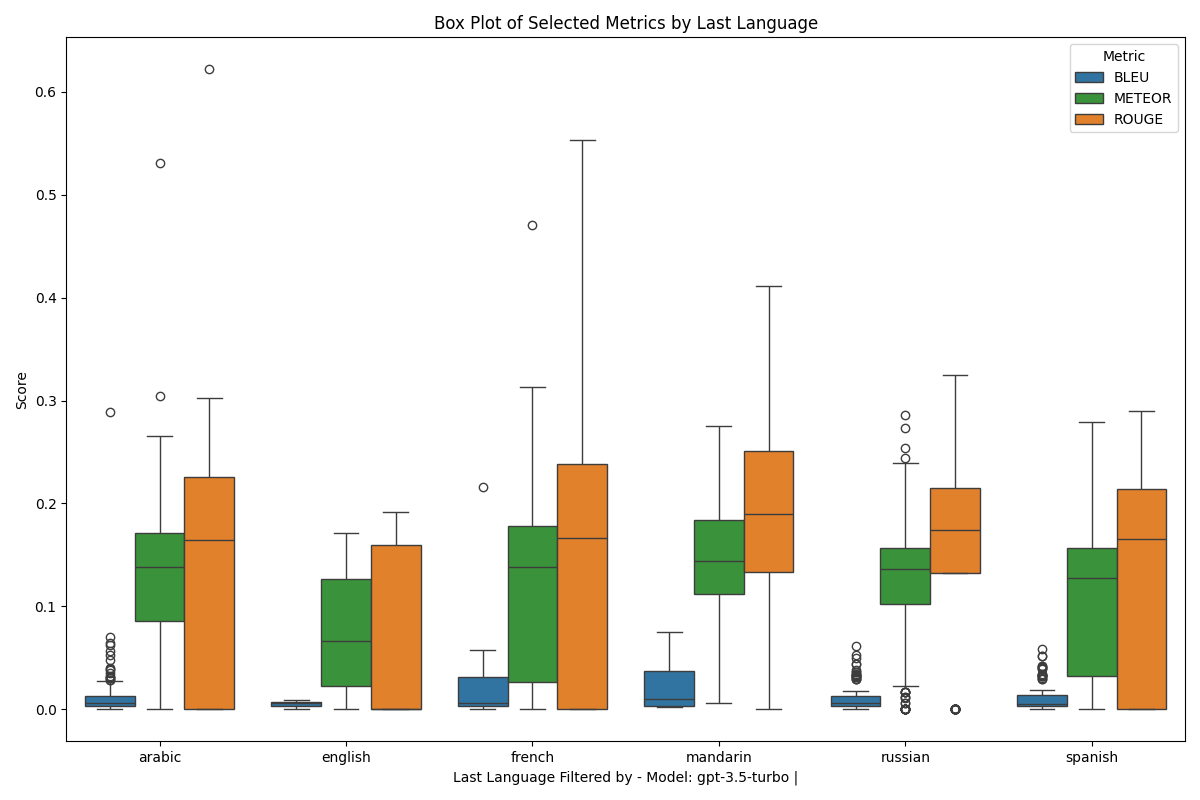 Box Plot of Selected Metrics by Last Language
Metric
BLEU
METEOR
ROUGE
Score
0.6
0.5
0.4
0.3
0.2
0.1
0.0
arabic english french mandarin russian spanish
Last Language Filtered by - Model: gpt-3.5-turbo |